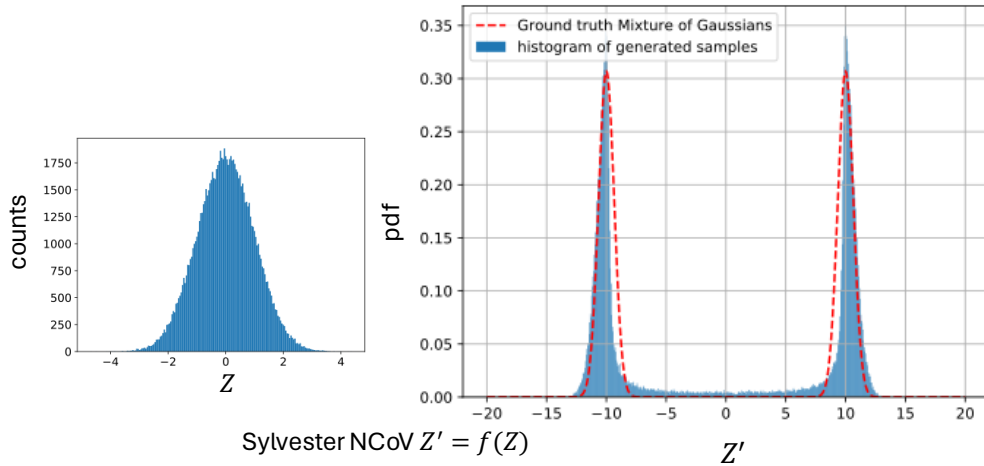 1750
1500
1250
1000
750
500
250
0
counts
−4 −2 0 2 4
Z
0.35
0.30
0.25
0.20
0.15
0.10
0.05
0.00
pdf
Ground truth Mixture of Gaussians
histogram of generated samples
−20 −15 −10 −5 0 5 10 15 20
Z′
Sylvester NCoV Z′ = f(Z)